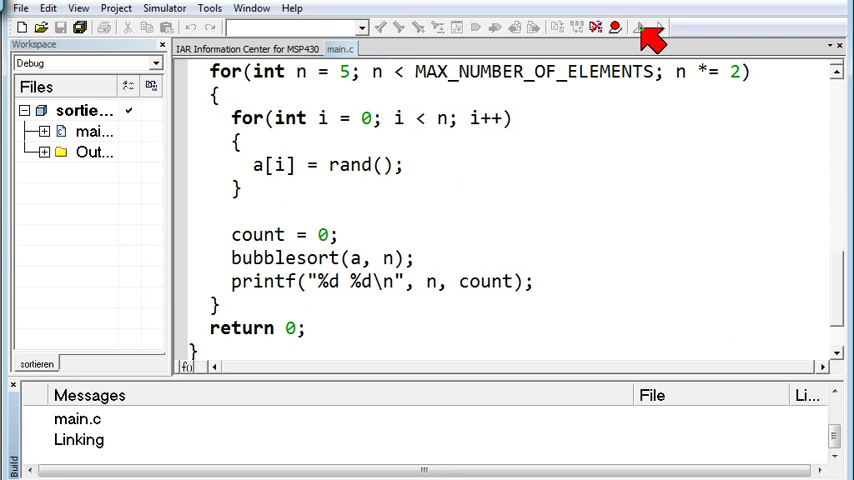 File Edit View Project Simulator Tools Window Help
Workspace
IAR Information Center for MSP430 main.c
Debug
Files
sortie...
mai...
Out...
sortieren
for(int n = 5; n < MAX_NUMBER_OF_ELEMENTS; n *= 2)
{
for(int i = 0; i < n; i++)
{
a[i] = rand();
}
count = 0;
bubblesort(a, n);
printf("%d %d\n", n, count);
}
return 0;
}
f()
Messages File Li...
main.c
Linking
Build